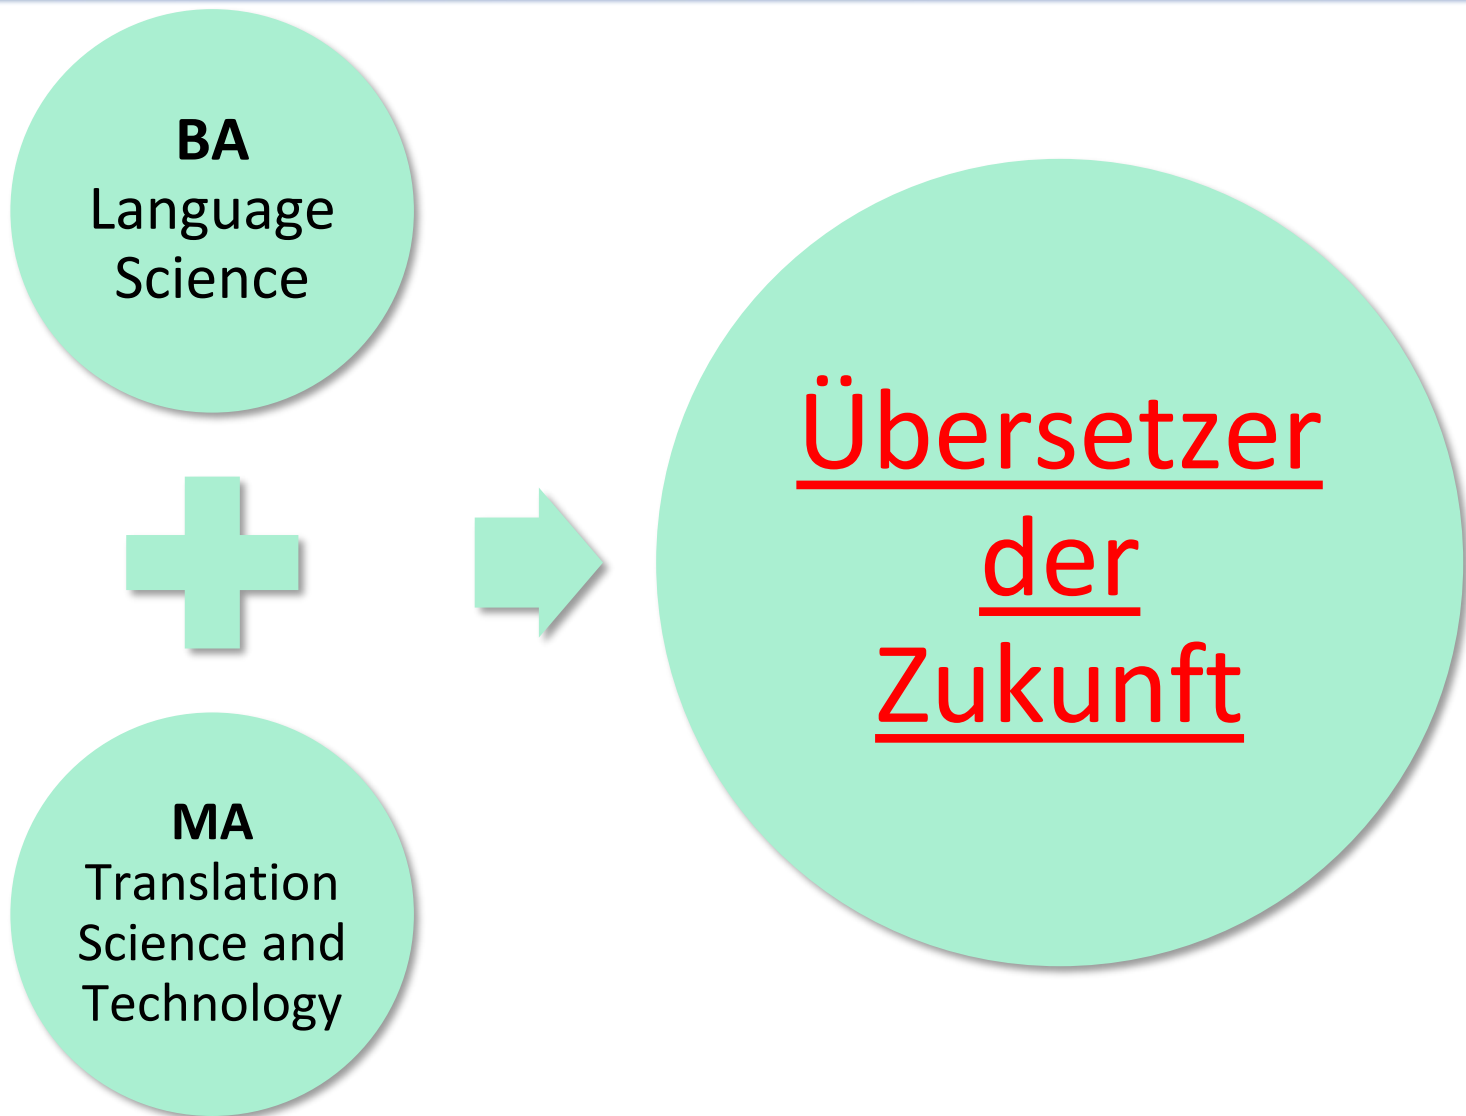 BA
Language
Science
MA
Translation
Science and
Technology
Übersetzer
der
Zukunft